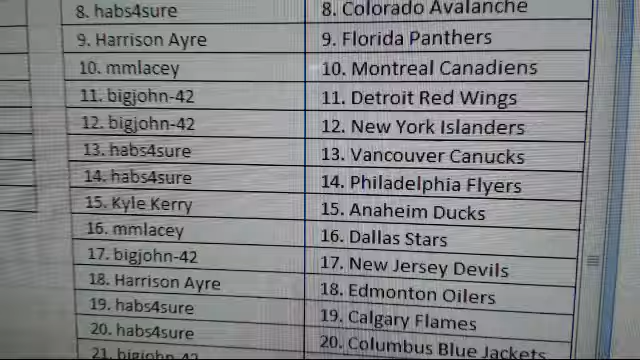 8. habs4sure 8. Colorado Avalanche
9. Harrison Ayre 9. Florida Panthers
10. mmlacey 10. Montreal Canadiens
11. bigjohn-42 11. Detroit Red Wings
12. bigjohn-42 12. New York Islanders
13. habs4sure 13. Vancouver Canucks
14. habs4sure 14. Philadelphia Flyers
15. Kyle Kerry 15. Anaheim Ducks
16. mmlacey 16. Dallas Stars
17. bigjohn-42 17. New Jersey Devils
18. Harrison Ayre 18. Edmonton Oilers
19. habs4sure 19. Calgary Flames
20. habs4sure 20. Columbus Blue Jackets
21. bigjohn-42